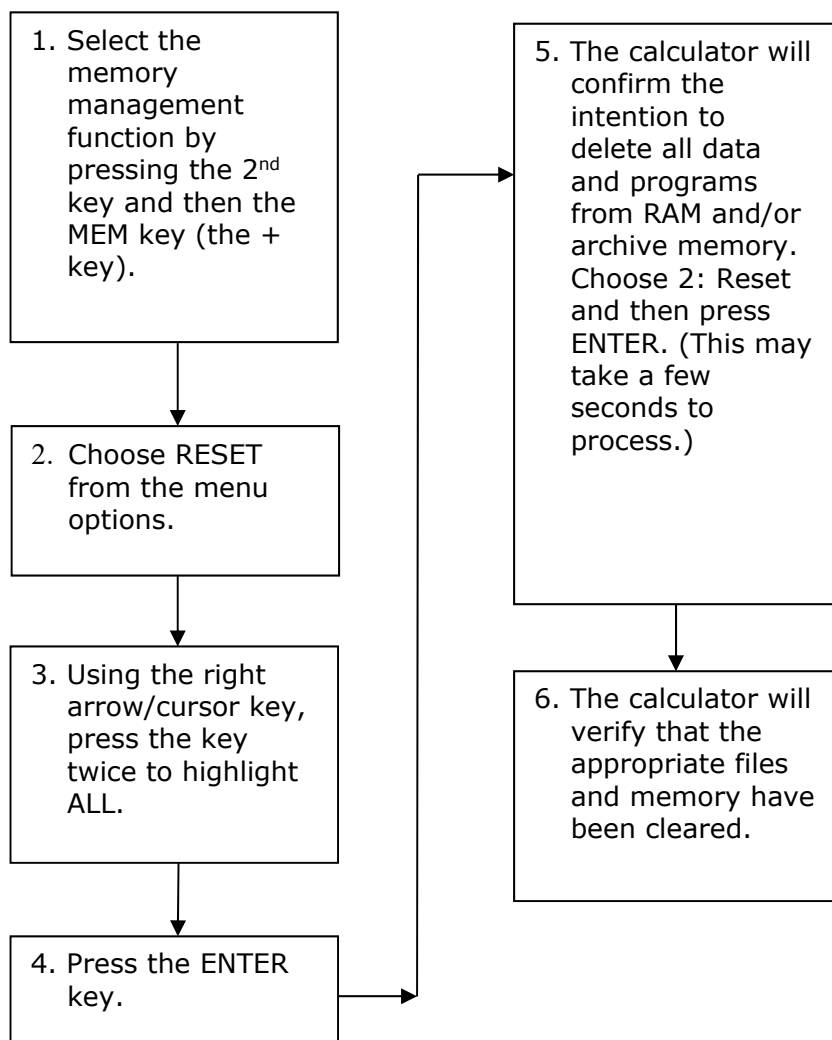 1. Select the
memory
management
function by
pressing the 2nd
key and then the
MEM key (the +
key).
2. Choose RESET
from the menu
options.
3. Using the right
arrow/cursor key,
press the key
twice to highlight
ALL.
4. Press the ENTER
key.
5. The calculator will
confirm the
intention to
delete all data
and programs
from RAM and/or
archive memory.
Choose 2: Reset
and then press
ENTER. (This may
take a few
seconds to
process.)
6. The calculator will
verify that the
appropriate files
and memory have
been cleared.